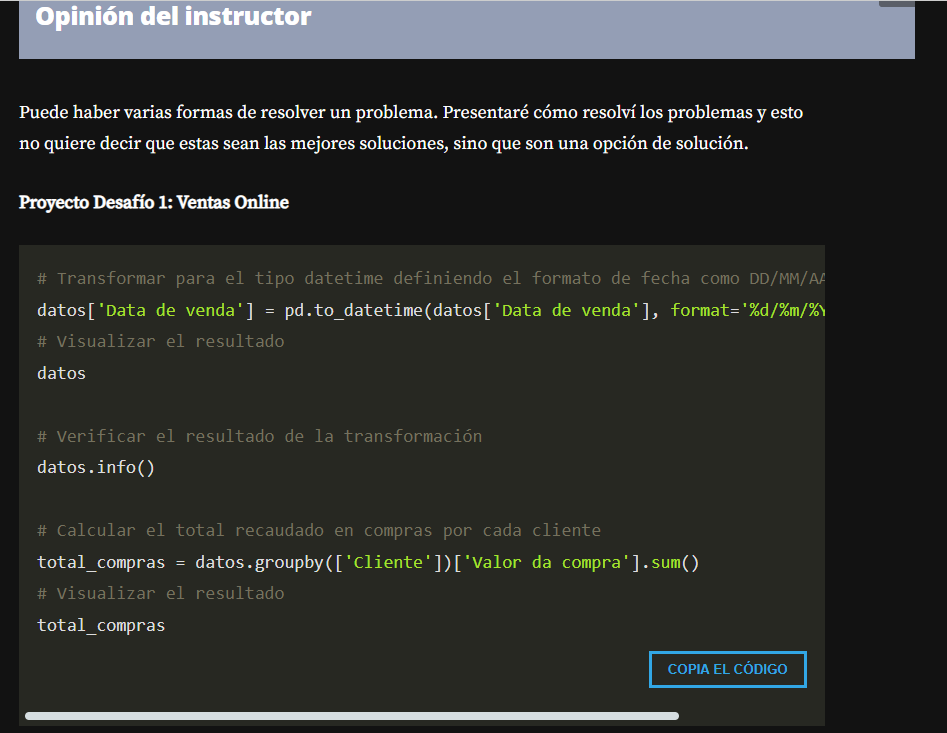 Opinión del instructor
Puede haber varias formas de resolver un problema. Presentaré cómo resolví los problemas y esto
no quiere decir que estas sean las mejores soluciones, sino que son una opción de solución.
Proyecto Desafío 1: Ventas Online
# Transformar para el tipo datetime definiendo el formato de fecha como DD/MM/AA
datos['Data de venda'] = pd.to_datetime(datos['Data de venda'], format='%d/%m/%Y
# Visualizar el resultado
datos
# Verificar el resultado de la transformación
datos.info()
# Calcular el total recaudado en compras por cada cliente
total_compras = datos.groupby(['Cliente'])['Valor da compra'].sum()
# Visualizar el resultado
total_compras
COPIA EL CÓDIGO